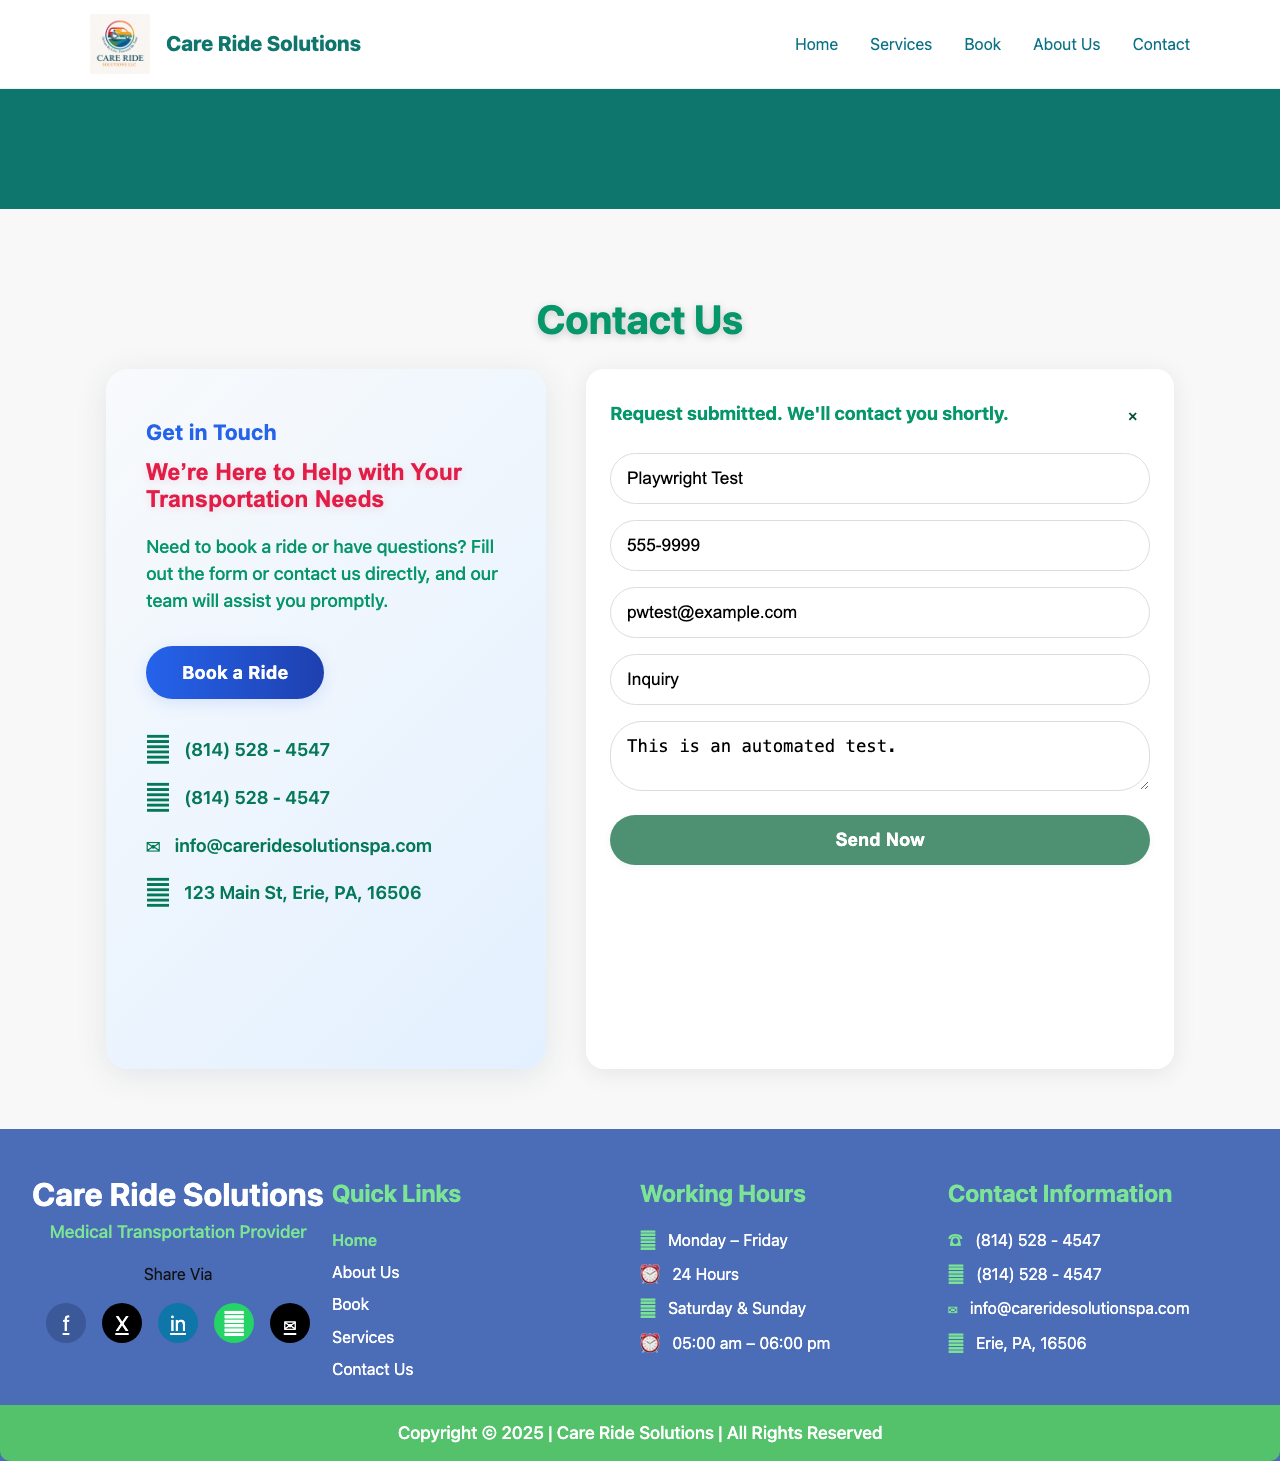 CARE RIDE
SOLUTIONS LLC
Care Ride Solutions
Home
Services
Book
About Us
Contact
Contact Us
Get in Touch
We’re Here to Help with Your
Transportation Needs
Need to book a ride or have questions? Fill
out the form or contact us directly, and our
team will assist you promptly.
Book a Ride
(814) 528 - 4547
(814) 528 - 4547
✉ info@careridesolutionspa.com
123 Main St, Erie, PA, 16506
Request submitted. We'll contact you shortly.
×
Playwright Test
555-9999
pwtest@example.com
Inquiry
This is an automated test.
Send Now
Care Ride Solutions
Medical Transportation Provider
Share Via
f
X
in
✉
Quick Links
Home
About Us
Book
Services
Contact Us
Working Hours
Monday – Friday
⏰ 24 Hours
Saturday & Sunday
⏰ 05:00 am – 06:00 pm
Contact Information
☎ (814) 528 - 4547
(814) 528 - 4547
✉ info@careridesolutionspa.com
Erie, PA, 16506
Copyright © 2025 | Care Ride Solutions | All Rights Reserved